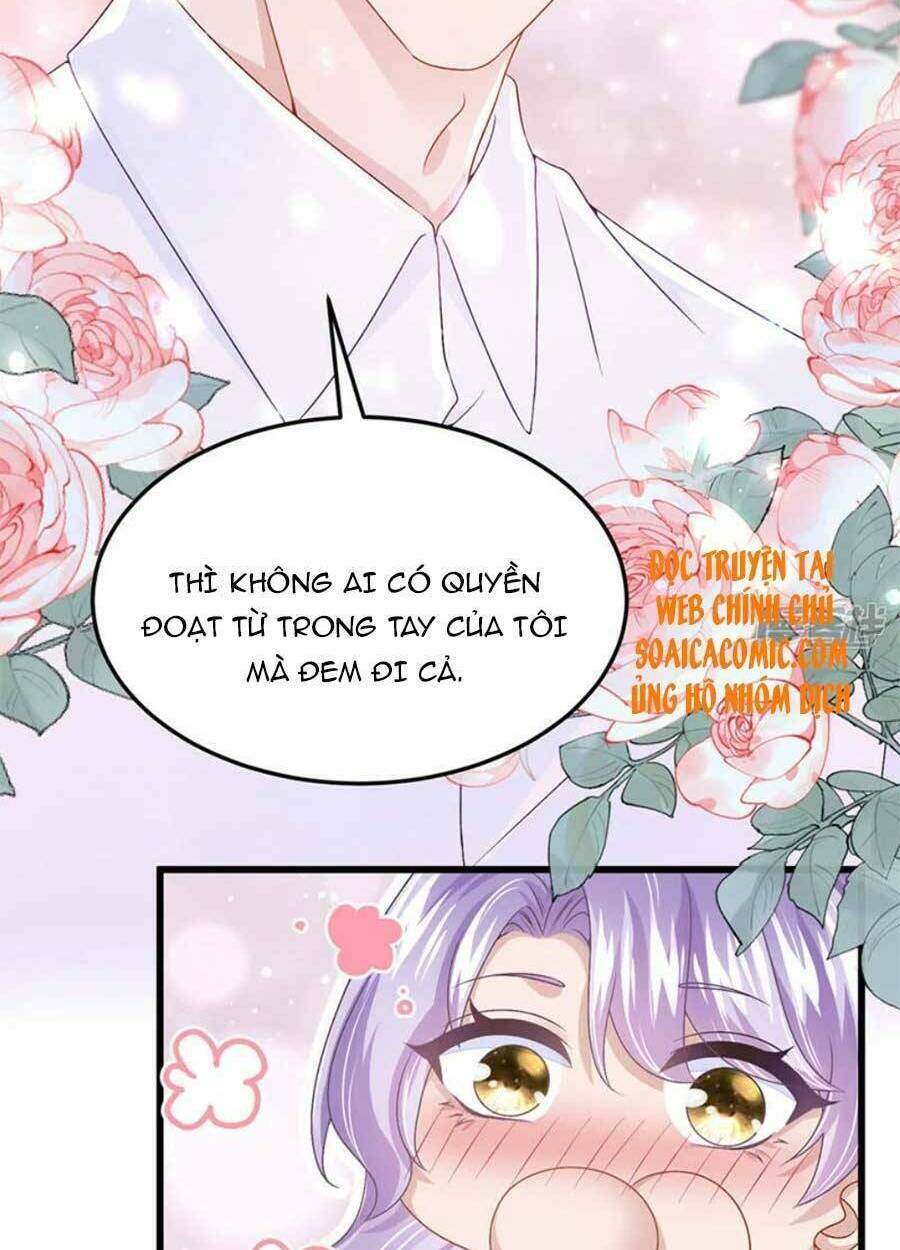 THÌ KHÔNG AI CÓ QUYỀN
ĐOẠT TỪ TRONG TAY CỦA TÔI
MÀ ĐEM ĐI CẢ.
ĐỌC TRUYỆN TẠI
WEB CHÍNH CHỦ
SOAICACOMIC.COM
ỦNG HỘ NHÓM DỊCH